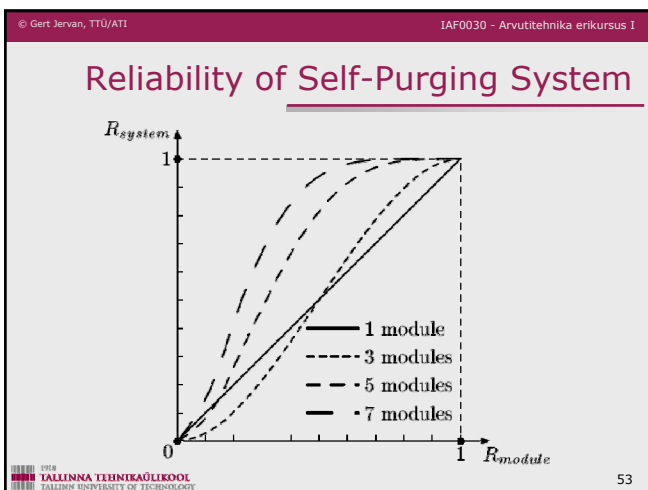 © Gert Jervan, TTÜ/ATI
IAF0030 - Arvutitehnika erikursus I
Reliability of Self-Purging System
R_system
1
1 module
3 modules
5 modules
7 modules
0
1 R_module
1918
TALLINNA TEHNIKAÜLIKOOL
TALLINN UNIVERSITY OF TECHNOLOGY
53